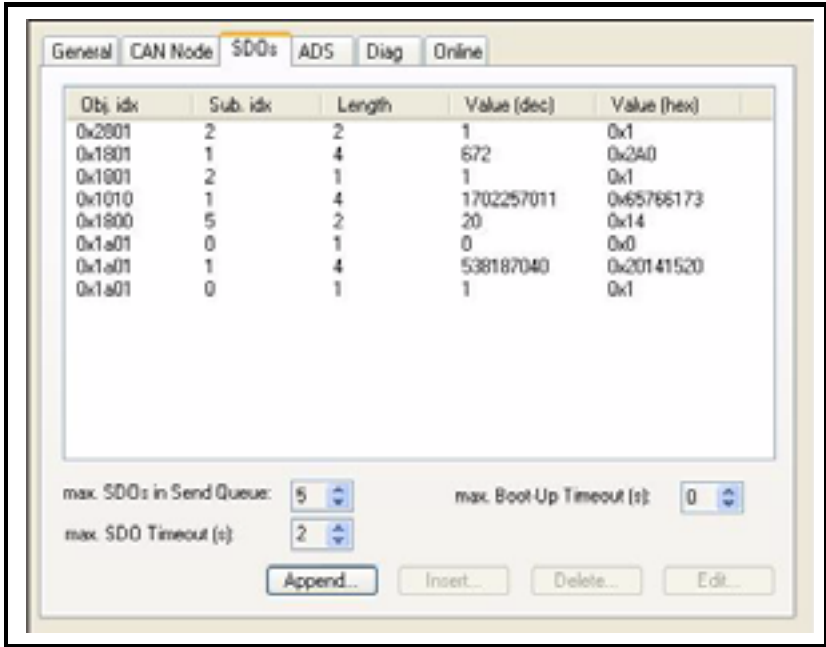 General CAN Node SDOs ADS Diag Online
Obj. idx Sub. idx Length Value (dec) Value (hex)
0x2801 2 2 1 0x1
0x1801 1 4 672 0x2A0
0x1801 2 1 1 0x1
0x1010 1 4 1702257011 0x65766173
0x1800 5 2 20 0x14
0x1a01 0 1 0 0x0
0x1a01 1 4 538187040 0x20141520
0x1a01 0 1 1 0x1
max. SDOs in Send Queue: 5 max. Boot-Up Timeout (s): 0
max. SDO Timeout (s): 2
Append... Insert... Delete... Edit...